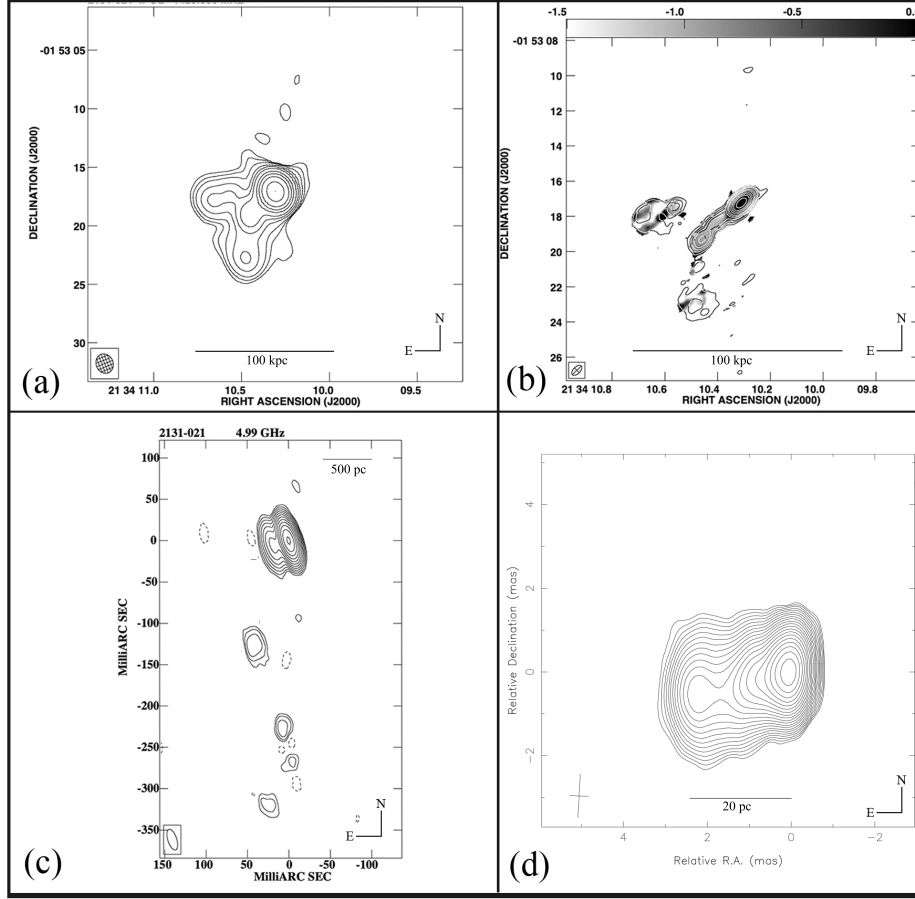 -01 53 05
10
15
20
25
30
DECLINATION (J2000)
N
E
100 kpc
(a)
21 34 11.0 10.5 10.0 09.5
RIGHT ASCENSION (J2000)
-1.5 -1.0 -0.5
-01 53 08
10
12
14
16
18
20
22
24
26
DECLINATION (J2000)
N
E
100 kpc
(b)
21 34 10.8 10.6 10.4 10.2 10.0 09.8
RIGHT ASCENSION (J2000)
2131-021 4.99 GHz
500 pc
100
50
0
-50
-100
-150
-200
-250
-300
-350
MilliARC SEC
N
E
(c)
150 100 50 0 -50 -100
MilliARC SEC
4
2
0
-2
Relative Declination (mas)
20 pc
N
E
(d)
4 2 0 -2
Relative R.A. (mas)